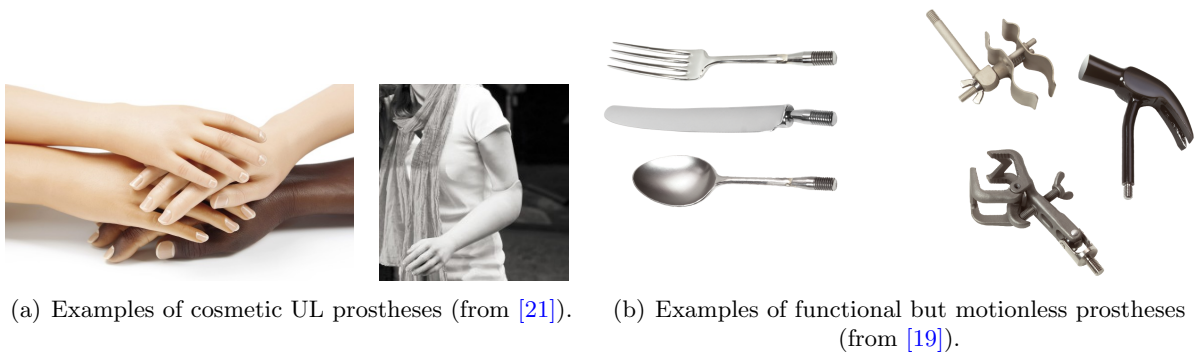 (a) Examples of cosmetic UL prostheses (from [21]).
(b) Examples of functional but motionless prostheses
(from [19]).